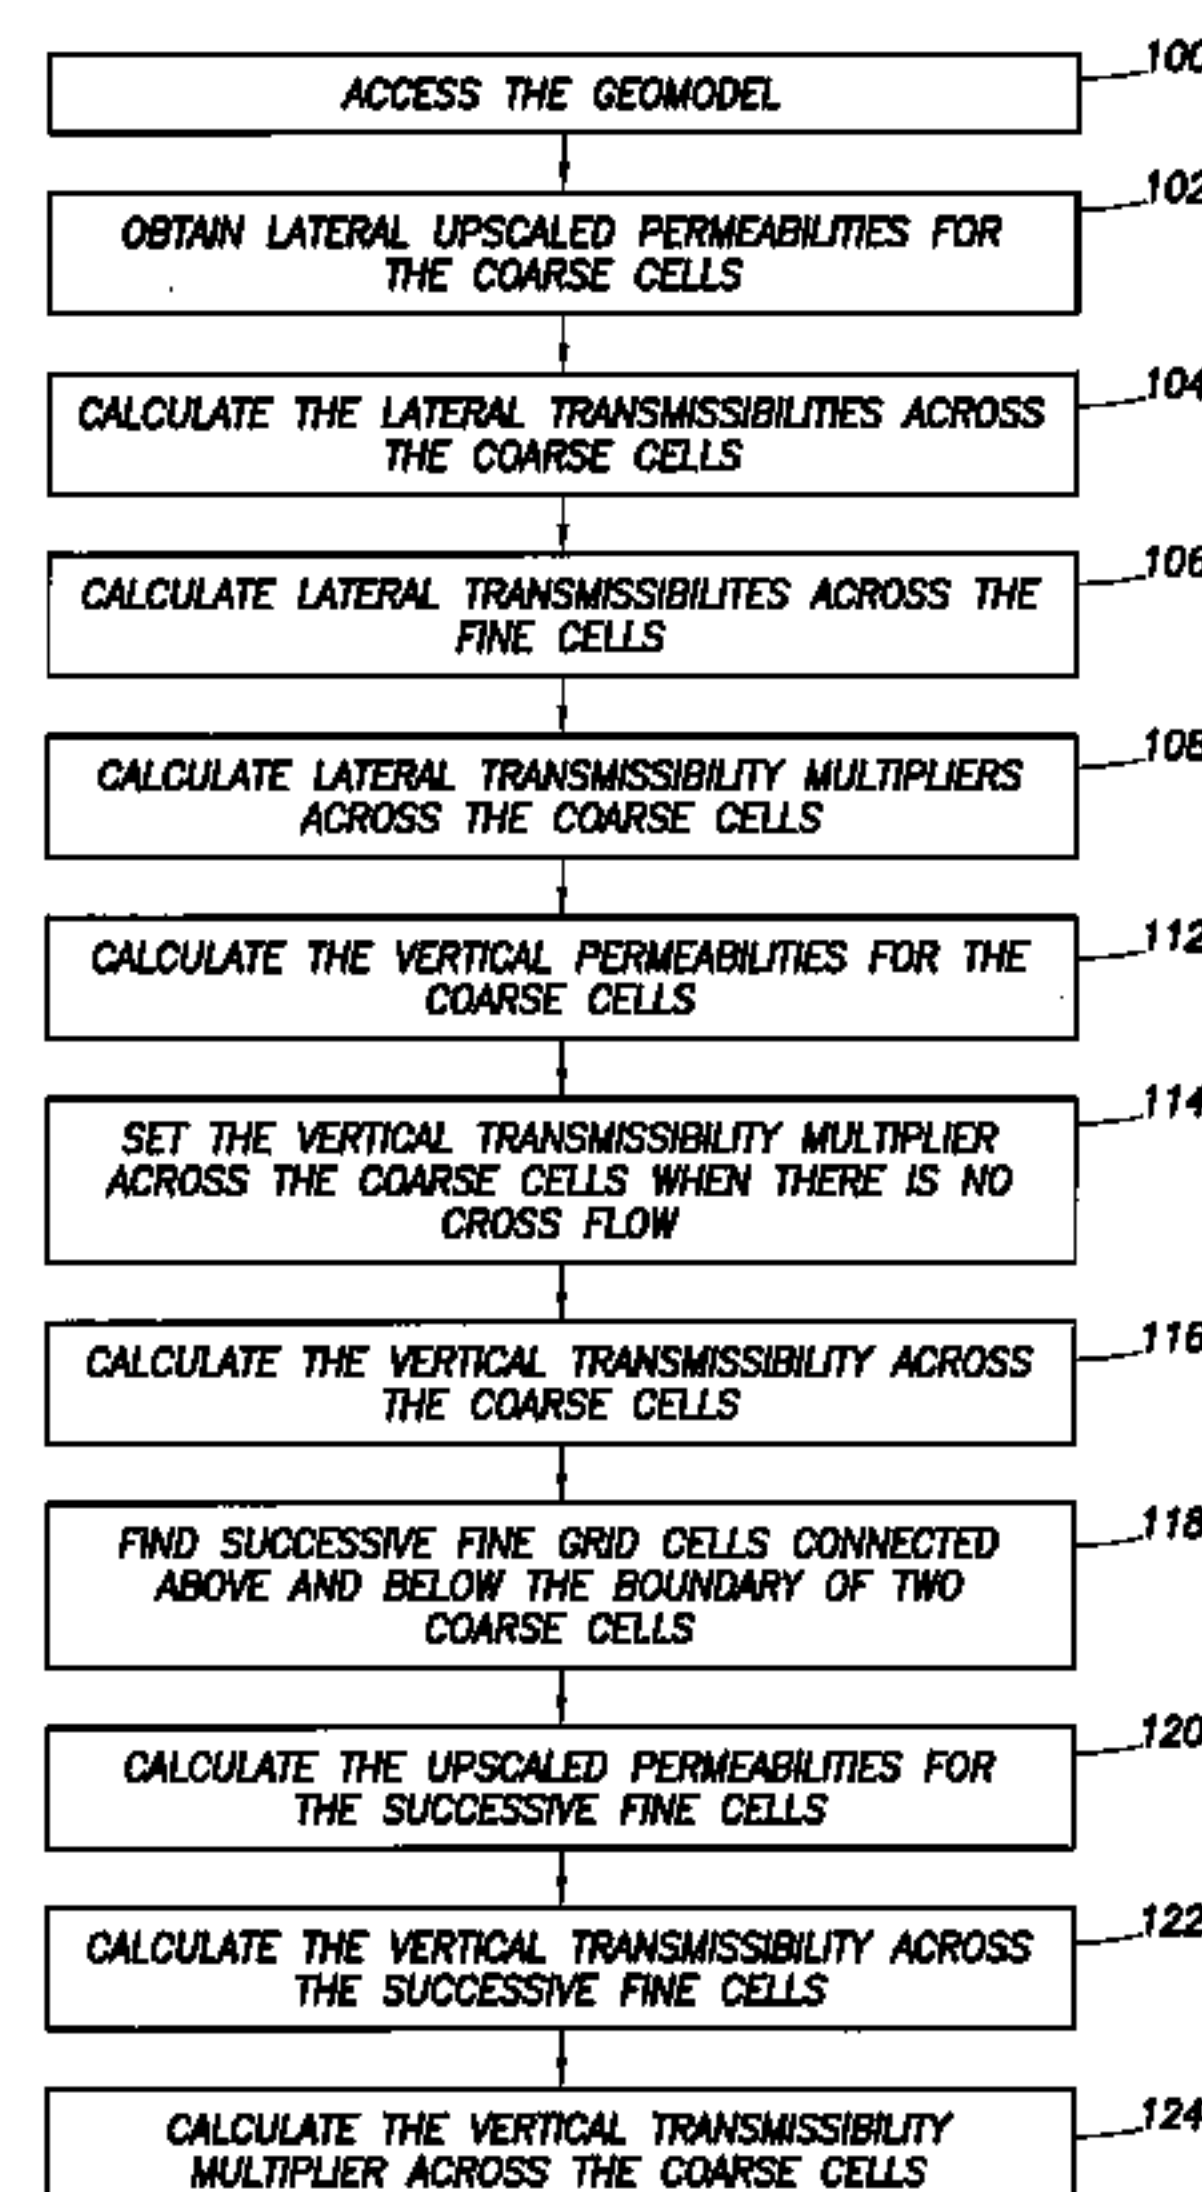 100
ACCESS THE GEOMODEL
102
OBTAIN LATERAL UPSCALED PERMEABILITIES FOR
THE COARSE CELLS
104
CALCULATE THE LATERAL TRANSMISSIBILITIES ACROSS
THE COARSE CELLS
106
CALCULATE LATERAL TRANSMISSIBILITES ACROSS THE
FINE CELLS
108
CALCULATE LATERAL TRANSMISSIBILITY MULTIPLIERS
ACROSS THE COARSE CELLS
112
CALCULATE THE VERTICAL PERMEABILITIES FOR THE
COARSE CELLS
114
SET THE VERTICAL TRANSMISSIBILITY MULTIPLIER
ACROSS THE COARSE CELLS WHEN THERE IS NO
CROSS FLOW
116
CALCULATE THE VERTICAL TRANSMISSIBILITY ACROSS
THE COARSE CELLS
118
FIND SUCCESSIVE FINE GRID CELLS CONNECTED
ABOVE AND BELOW THE BOUNDARY OF TWO
COARSE CELLS
120
CALCULATE THE UPSCALED PERMEABILITIES FOR
THE SUCCESSIVE FINE CELLS
122
CALCULATE THE VERTICAL TRANSMISSIBILITY ACROSS
THE SUCCESSIVE FINE CELLS
124
CALCULATE THE VERTICAL TRANSMISSIBILITY
MULTIPLIER ACROSS THE COARSE CELLS